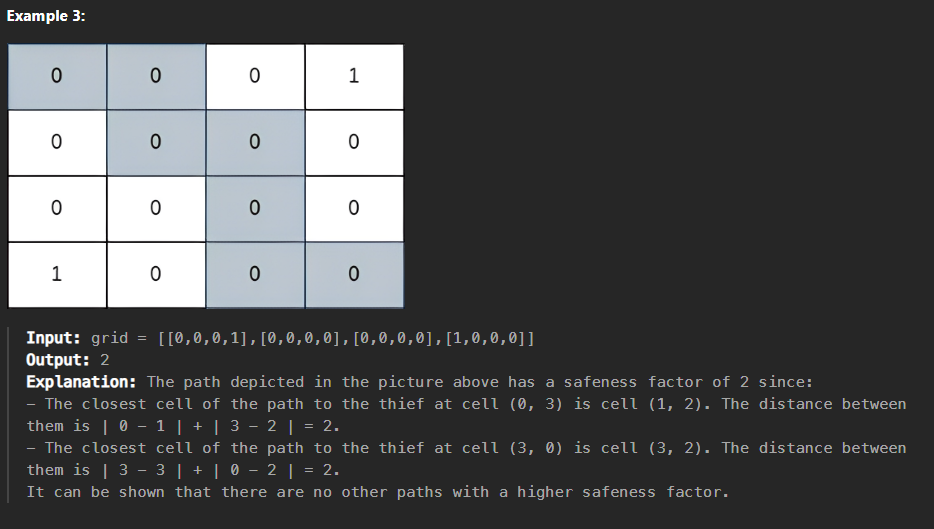 Example 3:
0 0 0 1
0 0 0 0
0 0 0 0
1 0 0 0
Input: grid = [[0,0,0,1],[0,0,0,0],[0,0,0,0],[1,0,0,0]]
Output: 2
Explanation: The path depicted in the picture above has a safeness factor of 2 since:
- The closest cell of the path to the thief at cell (0, 3) is cell (1, 2). The distance between
them is | 0 - 1 | + | 3 - 2 | = 2.
- The closest cell of the path to the thief at cell (3, 0) is cell (3, 2). The distance between
them is | 3 - 3 | + | 0 - 2 | = 2.
It can be shown that there are no other paths with a higher safeness factor.